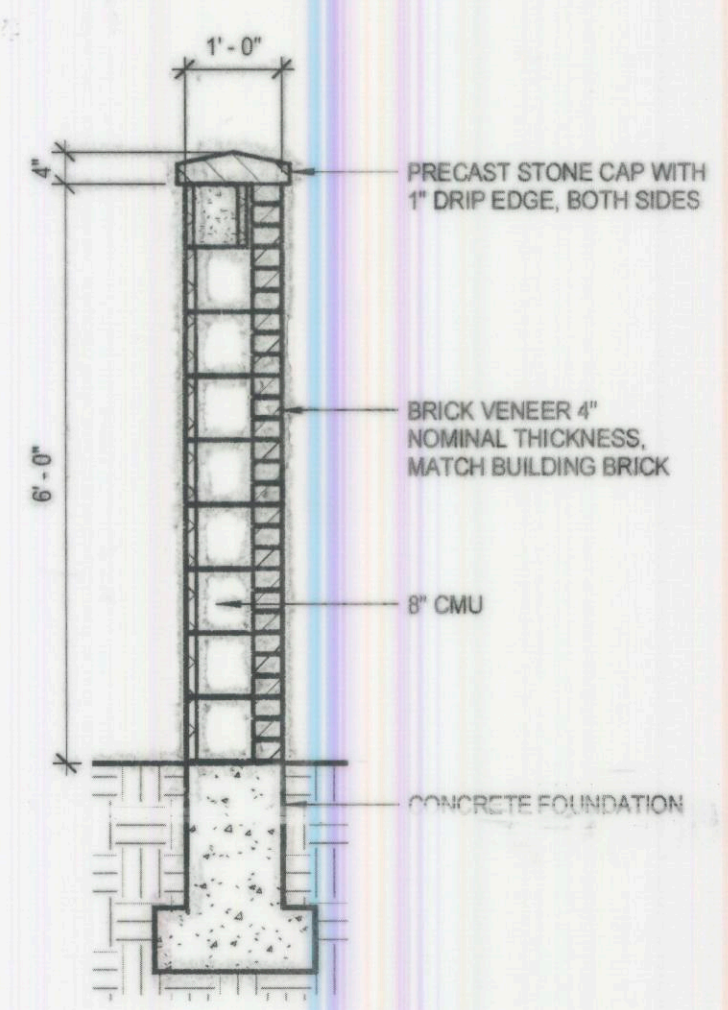 1' - 0"
4"
PRECAST STONE CAP WITH
1" DRIP EDGE, BOTH SIDES
BRICK VENEER 4"
NOMINAL THICKNESS,
MATCH BUILDING BRICK
6' - 0"
8" CMU
CONCRETE FOUNDATION